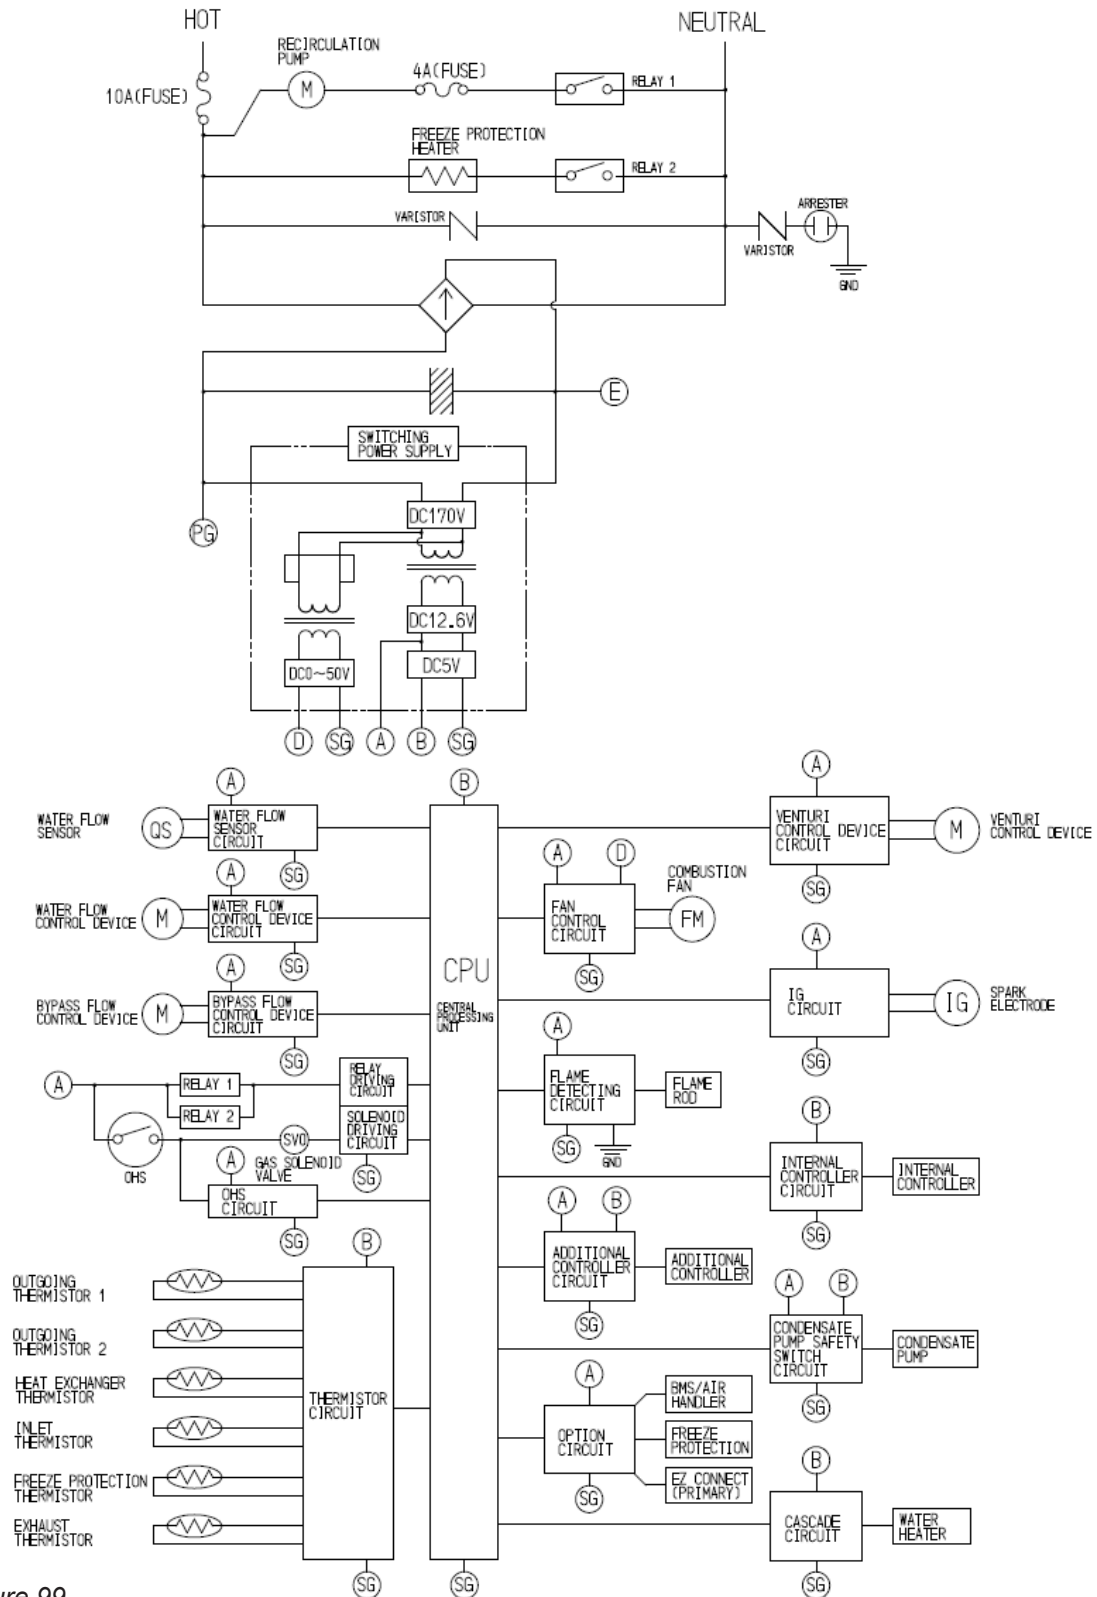 HOT
NEUTRAL
RECIRCULATION
PUMP
M
4A(FUSE)
RELAY 1
10A(FUSE)
FREEZE PROTECTION
HEATER
RELAY 2
VARISTOR
ARRESTER
VARISTOR
GND
E
SWITCHING
POWER SUPPLY
PG
DC170V
DC12.6V
DC0~50V
DC5V
D
SG
A
B
SG
A
B
A
WATER FLOW
SENSOR
QS
WATER FLOW
SENSOR
CIRCUIT
SG
VENTURI
CONTROL DEVICE
CIRCUIT
M
VENTURI
CONTROL DEVICE
SG
A
WATER FLOW
CONTROL DEVICE
M
WATER FLOW
CONTROL DEVICE
CIRCUIT
SG
A
D
COMBUSTION
FAN
FAN
CONTROL
CIRCUIT
FM
SG
A
BYPASS FLOW
CONTROL DEVICE
M
BYPASS FLOW
CONTROL DEVICE
CIRCUIT
SG
CPU
CENTRAL
PROCESSING
UNIT
A
IG
CIRCUIT
IG
SPARK
ELECTRODE
SG
A
RELAY 1
RELAY 2
RELAY
DRIVING
CIRCUIT
SOLENOID
DRIVING
CIRCUIT
SG
OHS
SVO
GAS SOLENOID
VALVE
A
OHS
CIRCUIT
SG
A
FLAME
DETECTING
CIRCUIT
FLAME
ROD
SG
GND
B
INTERNAL
CONTROLLER
CIRCUIT
INTERNAL
CONTROLLER
SG
A
B
ADDITIONAL
CONTROLLER
CIRCUIT
ADDITIONAL
CONTROLLER
SG
A
B
CONDENSATE
PUMP SAFETY
SWITCH
CIRCUIT
CONDENSATE
PUMP
SG
B
OUTGOING
THERMISTOR 1
OUTGOING
THERMISTOR 2
HEAT EXCHANGER
THERMISTOR
INLET
THERMISTOR
FREEZE PROTECTION
THERMISTOR
EXHAUST
THERMISTOR
THERMISTOR
CIRCUIT
SG
SG
A
OPTION
CIRCUIT
BMS/AIR
HANDLER
FREEZE
PROTECTION
EZ CONNECT
(PRIMARY)
SG
B
CASCADE
CIRCUIT
WATER
HEATER
SG